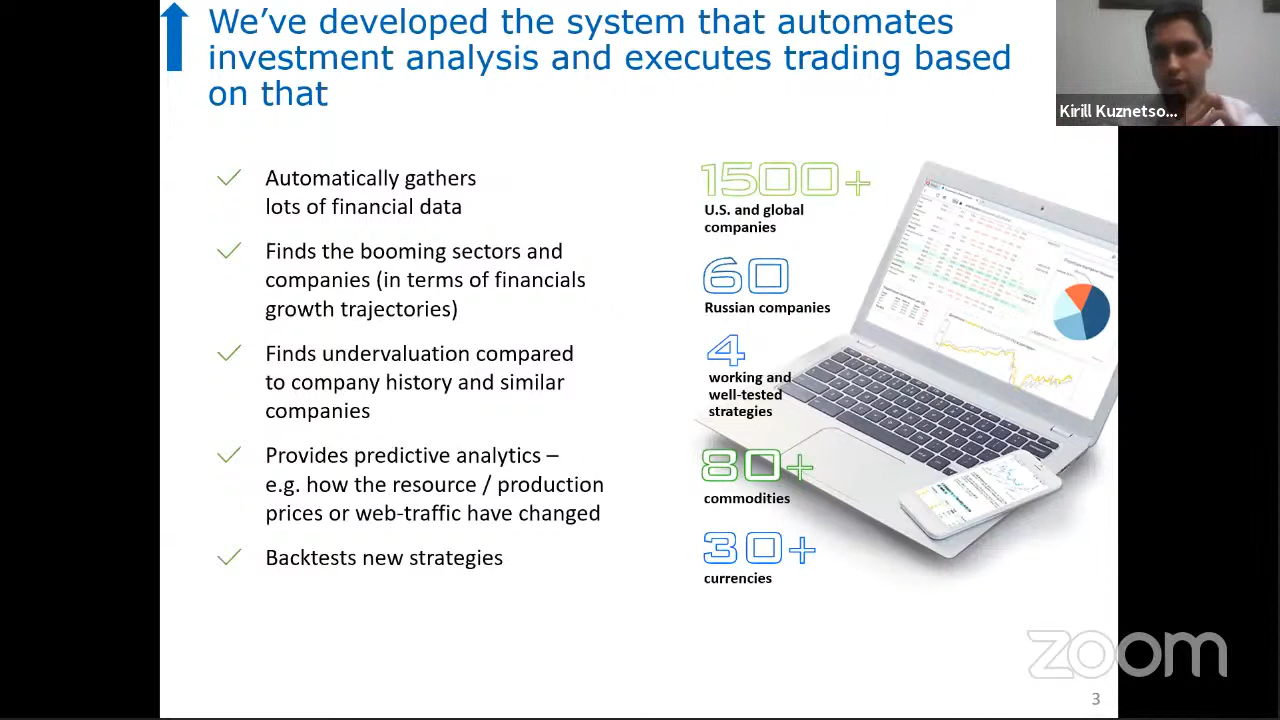 We've developed the system that automates
investment analysis and executes trading based
on that
Kirill Kuznetso...
Automatically gathers
lots of financial data
Finds the booming sectors and
companies (in terms of financials
growth trajectories)
Finds undervaluation compared
to company history and similar
companies
Provides predictive analytics –
e.g. how the resource / production
prices or web-traffic have changed
Backtests new strategies
1500+
U.S. and global
companies
60
Russian companies
4
working and
well-tested
strategies
80+
commodities
30+
currencies
zoom
3